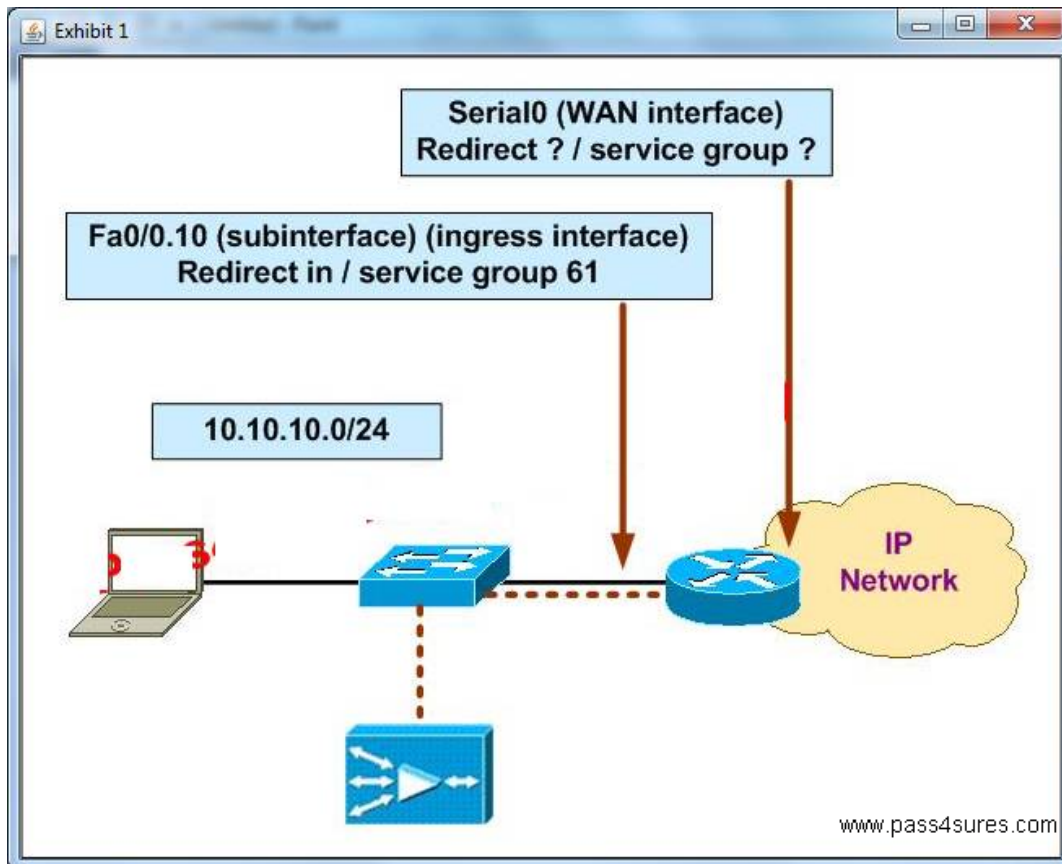 Exhibit 1
Serial0 (WAN interface)
Redirect ? / service group ?
Fa0/0.10 (subinterface) (ingress interface)
Redirect in / service group 61
10.10.10.0/24
IP
Network
www.pass4sures.com